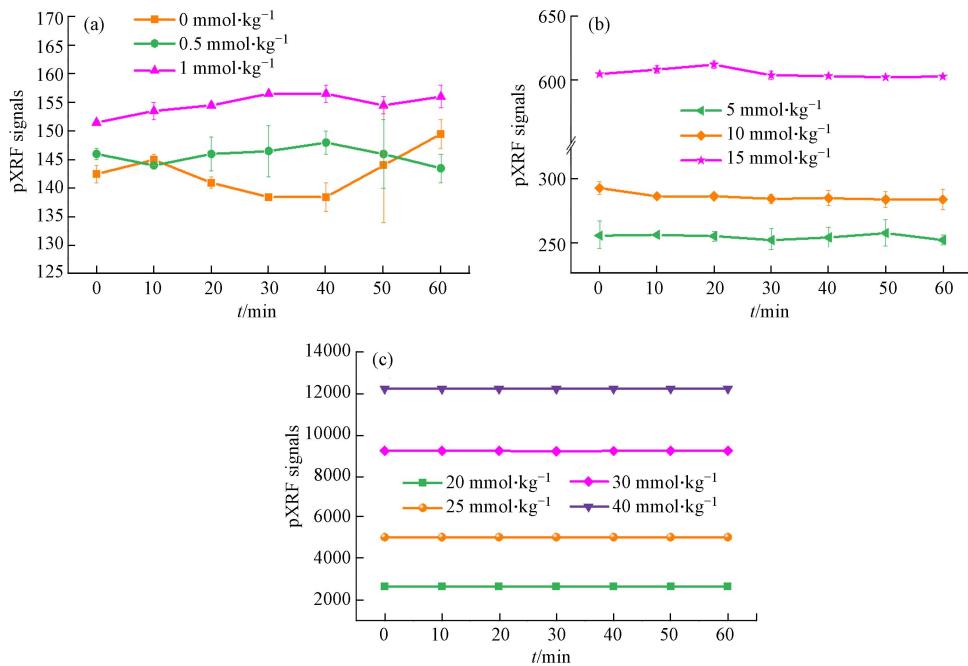 (a)
0 mmol·kg⁻¹
0.5 mmol·kg⁻¹
1 mmol·kg⁻¹
pXRF signals
170
165
160
155
150
145
140
135
130
125
0 10 20 30 40 50 60
t/min
(b)
5 mmol·kg⁻¹
10 mmol·kg⁻¹
15 mmol·kg⁻¹
pXRF signals
650
600
300
250
0 10 20 30 40 50 60
t/min
(c)
20 mmol·kg⁻¹ 30 mmol·kg⁻¹
25 mmol·kg⁻¹ 40 mmol·kg⁻¹
pXRF signals
14000
12000
10000
8000
6000
4000
2000
0 10 20 30 40 50 60
t/min